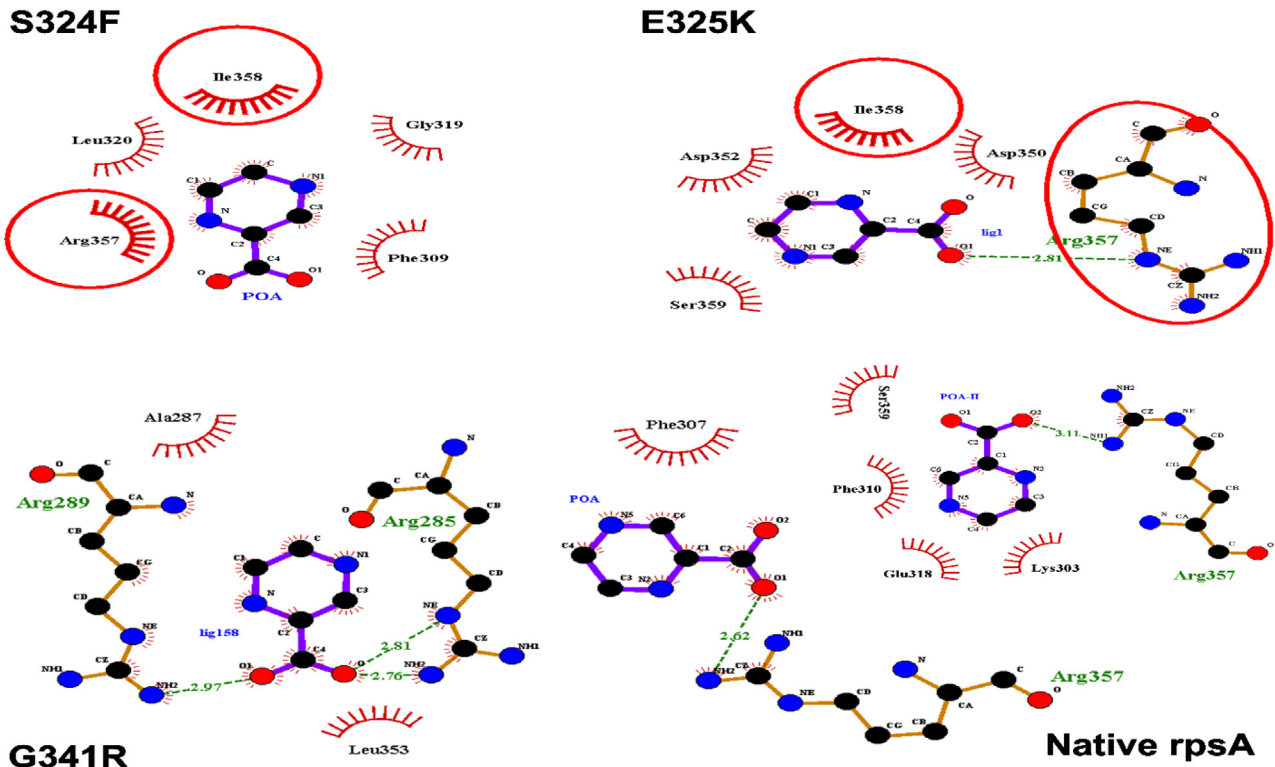 S324F
Ile358
Leu320
Gly319
C
C1
N1
N
C3
C2
Arg357
Phe309
C4
O
O1
POA
E325K
Ile358
Asp352
Asp350
C
O
CA
CB
N
CG
CD
C1
N
O
C
C2
C4
lig1
Arg357
N1
C3
O1
2.81
NE
NH1
CZ
NH2
Ser359
Ala287
O
C
N
Arg289
CA
CB
CG
CD
NE
NH1
CZ
NH2
2.97
N
C
CA
O
Arg285
CB
CG
CD
NE
CZ
NH1
NH2
C
C1
N1
N
C3
lig158
C2
C4
O1
O
2.81
2.76
Leu353
G341R
Phe307
POA
N5
C6
O2
C4
C1
C2
C3
N2
O1
2.62
NH1
NH2
CZ
NE
CD
CG
CB
CA
N
C
O
Arg357
Ser359
POA-II
O1
O2
C2
3.11
C1
C6
N2
N5
C3
C4
Phe310
Glu318
Lys303
NH2
CZ
NE
NH1
CD
CG
CB
N
CA
C
O
Arg357
Native rpsA